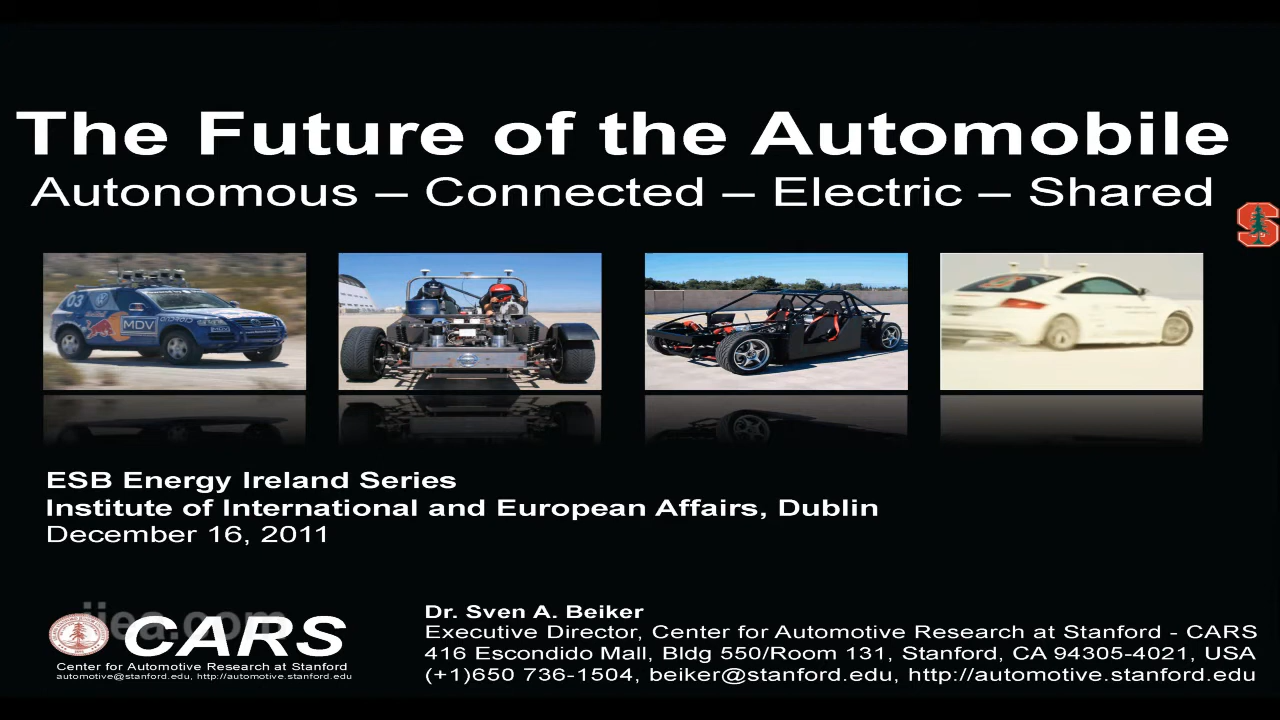 The Future of the Automobile
Autonomous – Connected – Electric – Shared
S
03
MDV
ESB Energy Ireland Series
Institute of International and European Affairs, Dublin
December 16, 2011
iiea.com
CARS
Center for Automotive Research at Stanford
automotive@stanford.edu, http://automotive.stanford.edu
Dr. Sven A. Beiker
Executive Director, Center for Automotive Research at Stanford - CARS
416 Escondido Mall, Bldg 550/Room 131, Stanford, CA 94305-4021, USA
(+1)650 736-1504, beiker@stanford.edu, http://automotive.stanford.edu